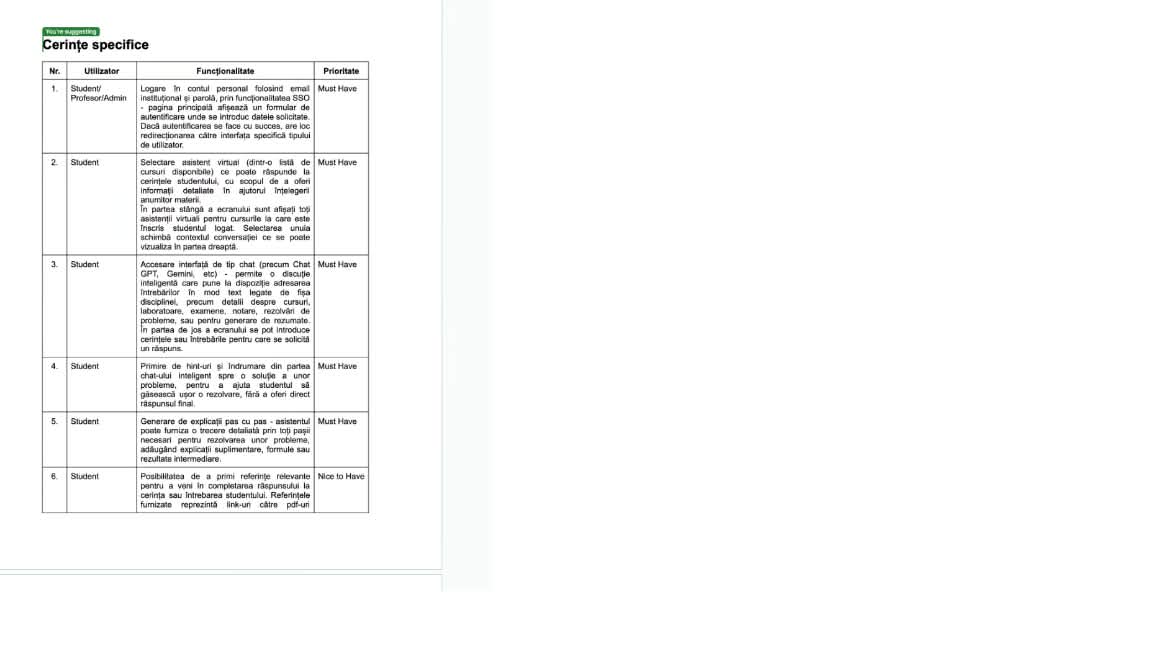 You're suggesting
Cerințe specifice
Nr. Utilizator Funcționalitate Prioritate
1. Student/ Logare în contul personal folosind email Must Have
Profesor/Admin instituțional și parolă, prin funcționalitatea SSO
- pagina principală afișează un formular de
autentificare unde se introduc datele solicitate.
Dacă autentificarea se face cu succes, are loc
redirecționarea către interfața specifică tipului
de utilizator.
2. Student Selectare asistent virtual (dintr-o listă de Must Have
cursuri disponibile) ce poate răspunde la
cerințele studentului, cu scopul de a oferi
informații detaliate în ajutorul înțelegerii
anumitor materii.
În partea stângă a ecranului sunt afișați toți
asistenții virtuali pentru cursurile la care este
înscris studentul logat. Selectarea unuia
schimbă contextul conversației ce se poate
vizualiza în partea dreaptă.
3. Student Accesare interfață de tip chat (precum Chat Must Have
GPT, Gemini, etc) - permite o discuție
inteligentă care pune la dispoziție adresarea
întrebărilor în mod text legate de fișa
disciplinei, precum detalii despre cursuri,
laboratoare, examene, notare, rezolvări de
probleme, sau pentru generare de rezumate.
În partea de jos a ecranului se pot introduce
cerințele sau întrebările pentru care se solicită
un răspuns.
4. Student Primire de hint-uri și îndrumare din partea Must Have
chat-ului inteligent spre o soluție a unor
probleme, pentru a ajuta studentul să
găsească ușor o rezolvare, fără a oferi direct
răspunsul final.
5. Student Generare de explicații pas cu pas - asistentul Must Have
poate furniza o trecere detaliată prin toți pașii
necesari pentru rezolvarea unor probleme,
adăugând explicații suplimentare, formule sau
rezultate intermediare.
6. Student Posibilitatea de a primi referințe relevante Nice to Have
pentru a veni în completarea răspunsului la
cerința sau întrebarea studentului. Referințele
furnizate reprezintă link-uri către pdf-uri